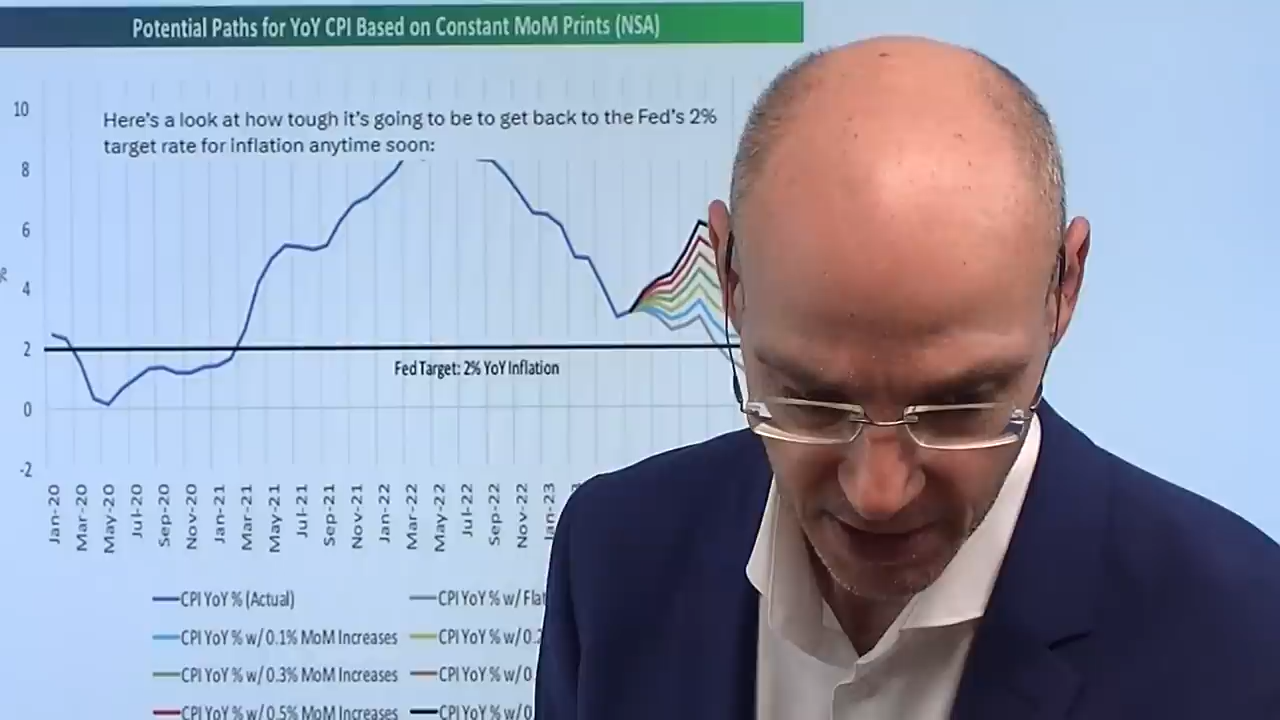 Potential Paths for YoY CPI Based on Constant MoM Prints (NSA)
Here's a look at how tough it's going to be to get back to the Fed's 2%
target rate for inflation anytime soon:
10
8
6
%
4
2
0
-2
Fed Target: 2% YoY Inflation
Jan-20
Mar-20
May-20
Jul-20
Sep-20
Nov-20
Jan-21
Mar-21
May-21
Jul-21
Sep-21
Nov-21
Jan-22
Mar-22
May-22
Jul-22
Sep-22
Nov-22
Jan-23
CPI YoY % (Actual)
CPI YoY % w/
CPI YoY % w/ 0.1% MoM Increases
CPI YoY % w/ 0.2
CPI YoY % w/ 0.3% MoM Increases
CPI YoY % w/ 0.
CPI YoY % w/ 0.5% MoM Increases
CPI YoY % w/ 0